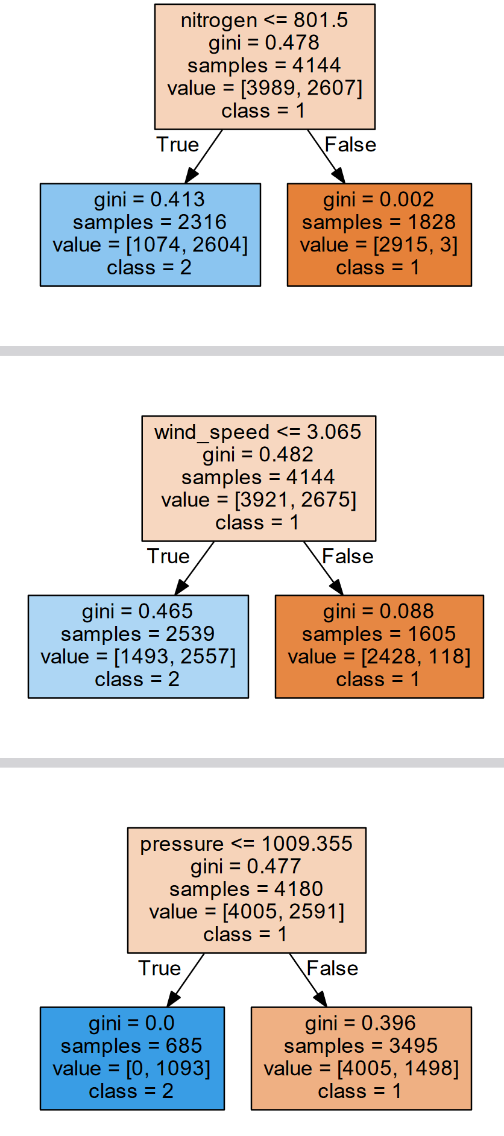 nitrogen <= 801.5
gini = 0.478
samples = 4144
value = [3989, 2607]
class = 1
True
False
gini = 0.413
samples = 2316
value = [1074, 2604]
class = 2
gini = 0.002
samples = 1828
value = [2915, 3]
class = 1
wind_speed <= 3.065
gini = 0.482
samples = 4144
value = [3921, 2675]
class = 1
True
False
gini = 0.465
samples = 2539
value = [1493, 2557]
class = 2
gini = 0.088
samples = 1605
value = [2428, 118]
class = 1
pressure <= 1009.355
gini = 0.477
samples = 4180
value = [4005, 2591]
class = 1
True
False
gini = 0.0
samples = 685
value = [0, 1093]
class = 2
gini = 0.396
samples = 3495
value = [4005, 1498]
class = 1